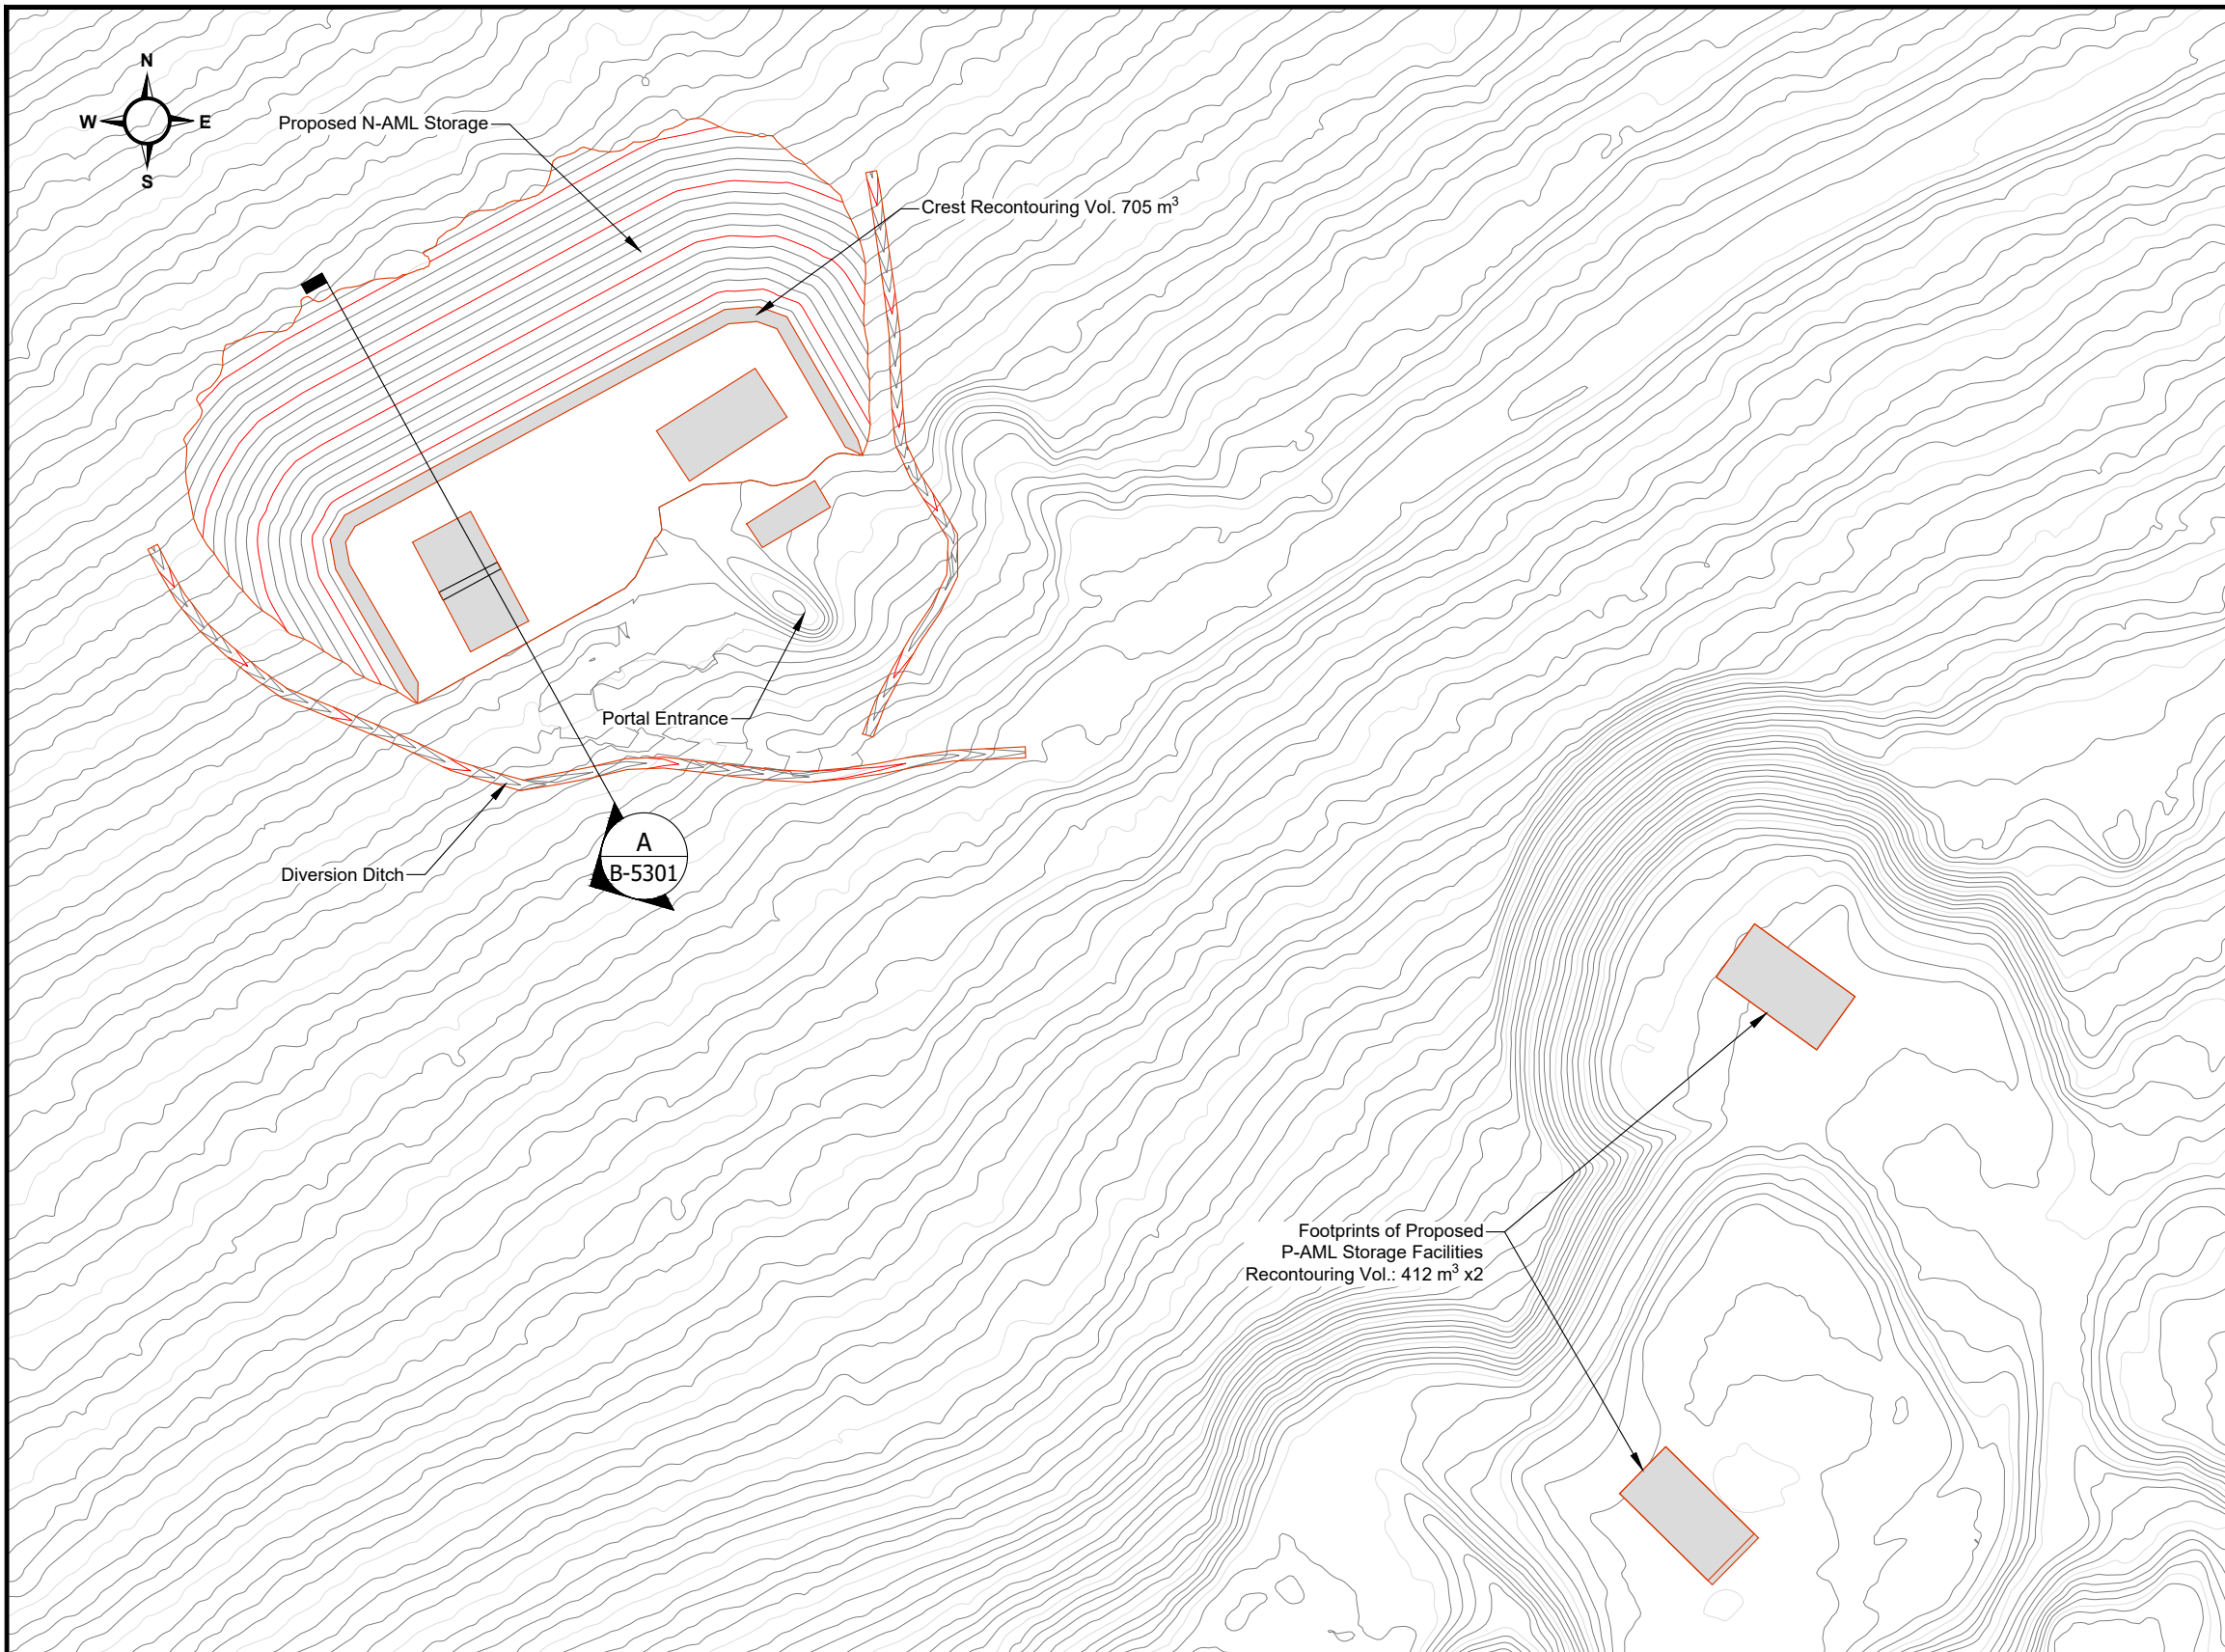 N
W E
S
Proposed N-AML Storage
Crest Recontouring Vol. 705 m³
Portal Entrance
A
B-5301
Diversion Ditch
Footprints of Proposed
P-AML Storage Facilities
Recontouring Vol.: 412 m³ x2